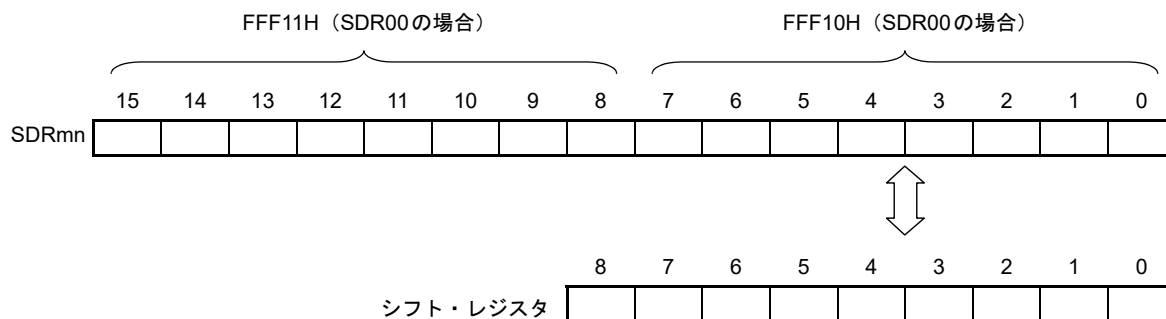 FFF11H（SDR00の場合） FFF10H（SDR00の場合）
15 14 13 12 11 10 9 8 7 6 5 4 3 2 1 0
SDRmn
8 7 6 5 4 3 2 1 0
シフト・レジスタ